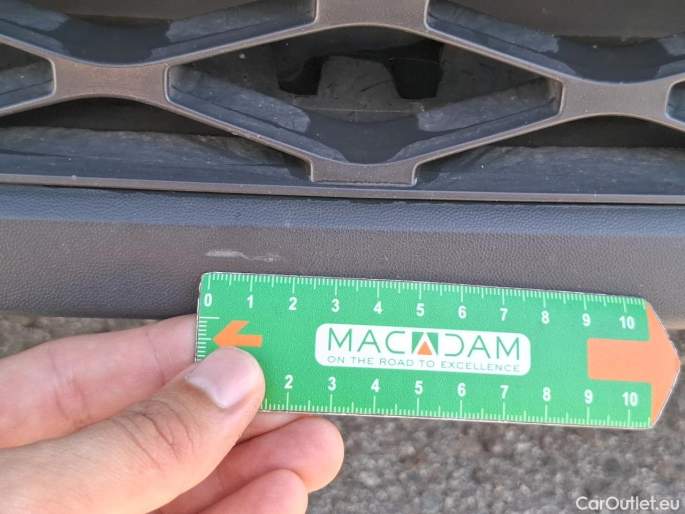 0 1 2 3 4 5 6 7 8 9 10
MACADAM
ON THE ROAD TO EXCELLENCE
2 3 4 5 6 7 8 9 10
CarOutlet.eu